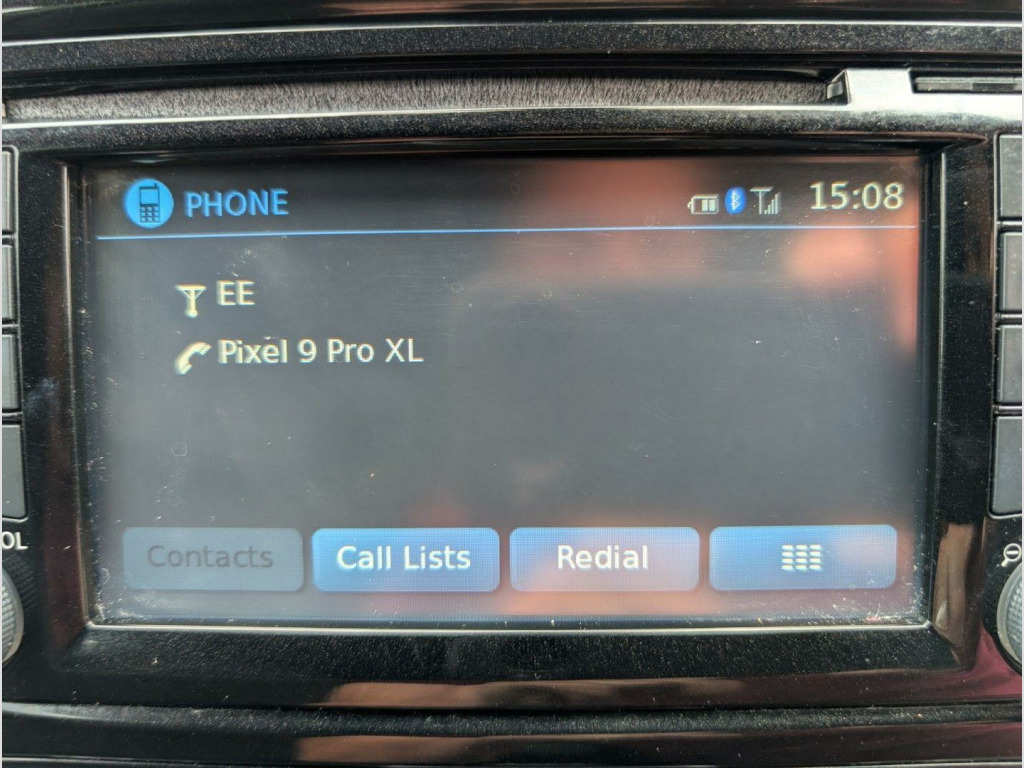 PHONE 15:08
EE
Pixel 9 Pro XL
Contacts Call Lists Redial
OL